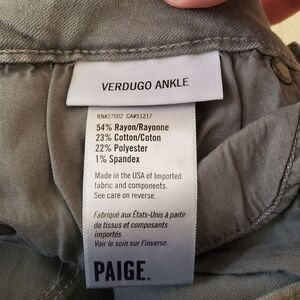 VERDUGO ANKLE
RN#27002 CA#51217
54% Rayon/Rayonne
23% Cotton/Coton
22% Polyester
1% Spandex
Made in the USA of Imported
fabric and components.
See care on reverse.
Fabriqué aux États-Unis à partir
de tissus et composants
importés
Voir le soin sur l'inverse.
PAIGE.